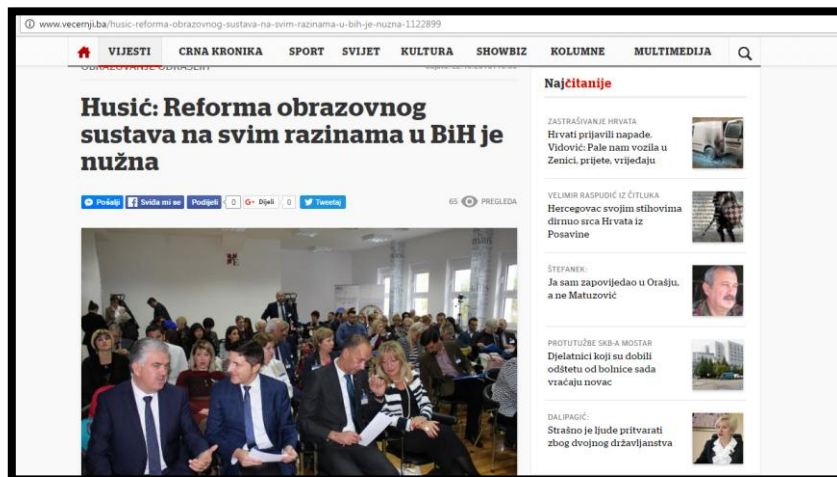 www.vecernji.ba/husic-reforma-obrazovnog-sustava-na-svim-razinama-u-bih-je-nuzna-1122899
VIJESTI CRNA KRONIKA SPORT SVIJET KULTURA SHOWBIZ KOLUMNE MULTIMEDIJA
Husić: Reforma obrazovnog
sustava na svim razinama u BiH je
nužna
Pošalji Sviđa mi se Podijeli 0 G+ Dijeli 0 Tweetaj 65 PREGLEDA
Najčitanije
ZASTRAŠIVANJE HRVATA
Hrvati prijavili napade.
Vidović: Pale nam vozila u
Zenici, prijete, vrijeđaju
VELIMIR RASPUDIĆ IZ ČITLUKA
Hercegovac svojim stihovima
dirnuo srca Hrvata iz
Posavine
ŠTEFANEK:
Ja sam zapovijedao u Orašju,
a ne Matuzović
PROTUTUŽBE SKB-A MOSTAR
Djelatnici koji su dobili
odštetu od bolnice sada
vraćaju novac
DALIPAGIĆ:
Strašno je ljude pritvarati
zbog dvojnog državljanstva